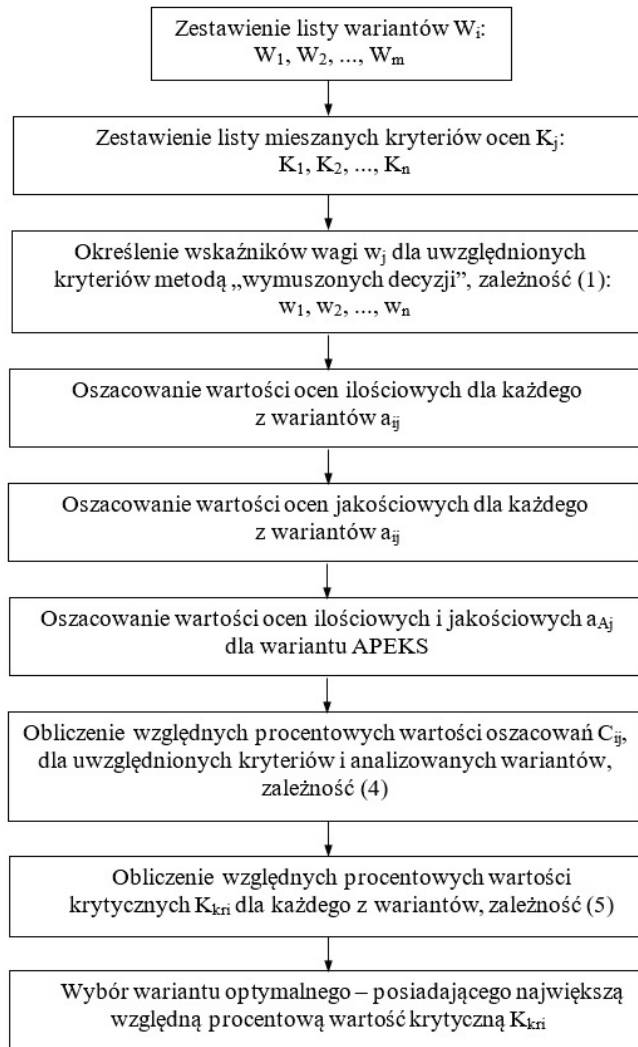 Zestawienie listy wariantów Wᵢ:
W₁, W₂, ..., Wₘ
Zestawienie listy mieszanych kryteriów ocen Kⱼ:
K₁, K₂, ..., Kₙ
Określenie wskaźników wagi wⱼ dla uwzględnionych
kryteriów metodą „wymuszonych decyzji”, zależność (1):
w₁, w₂, ..., wₙ
Oszacowanie wartości ocen ilościowych dla każdego
z wariantów aᵢⱼ
Oszacowanie wartości ocen jakościowych dla każdego
z wariantów aᵢⱼ
Oszacowanie wartości ocen ilościowych i jakościowych a_Aj
dla wariantu APEKS
Obliczenie względnych procentowych wartości oszacowań Cᵢⱼ,
dla uwzględnionych kryteriów i analizowanych wariantów,
zależność (4)
Obliczenie względnych procentowych wartości
krytycznych Kₖᵣᵢ dla każdego z wariantów, zależność (5)
Wybór wariantu optymalnego – posiadającego największą
względną procentową wartość krytyczną Kₖᵣᵢ